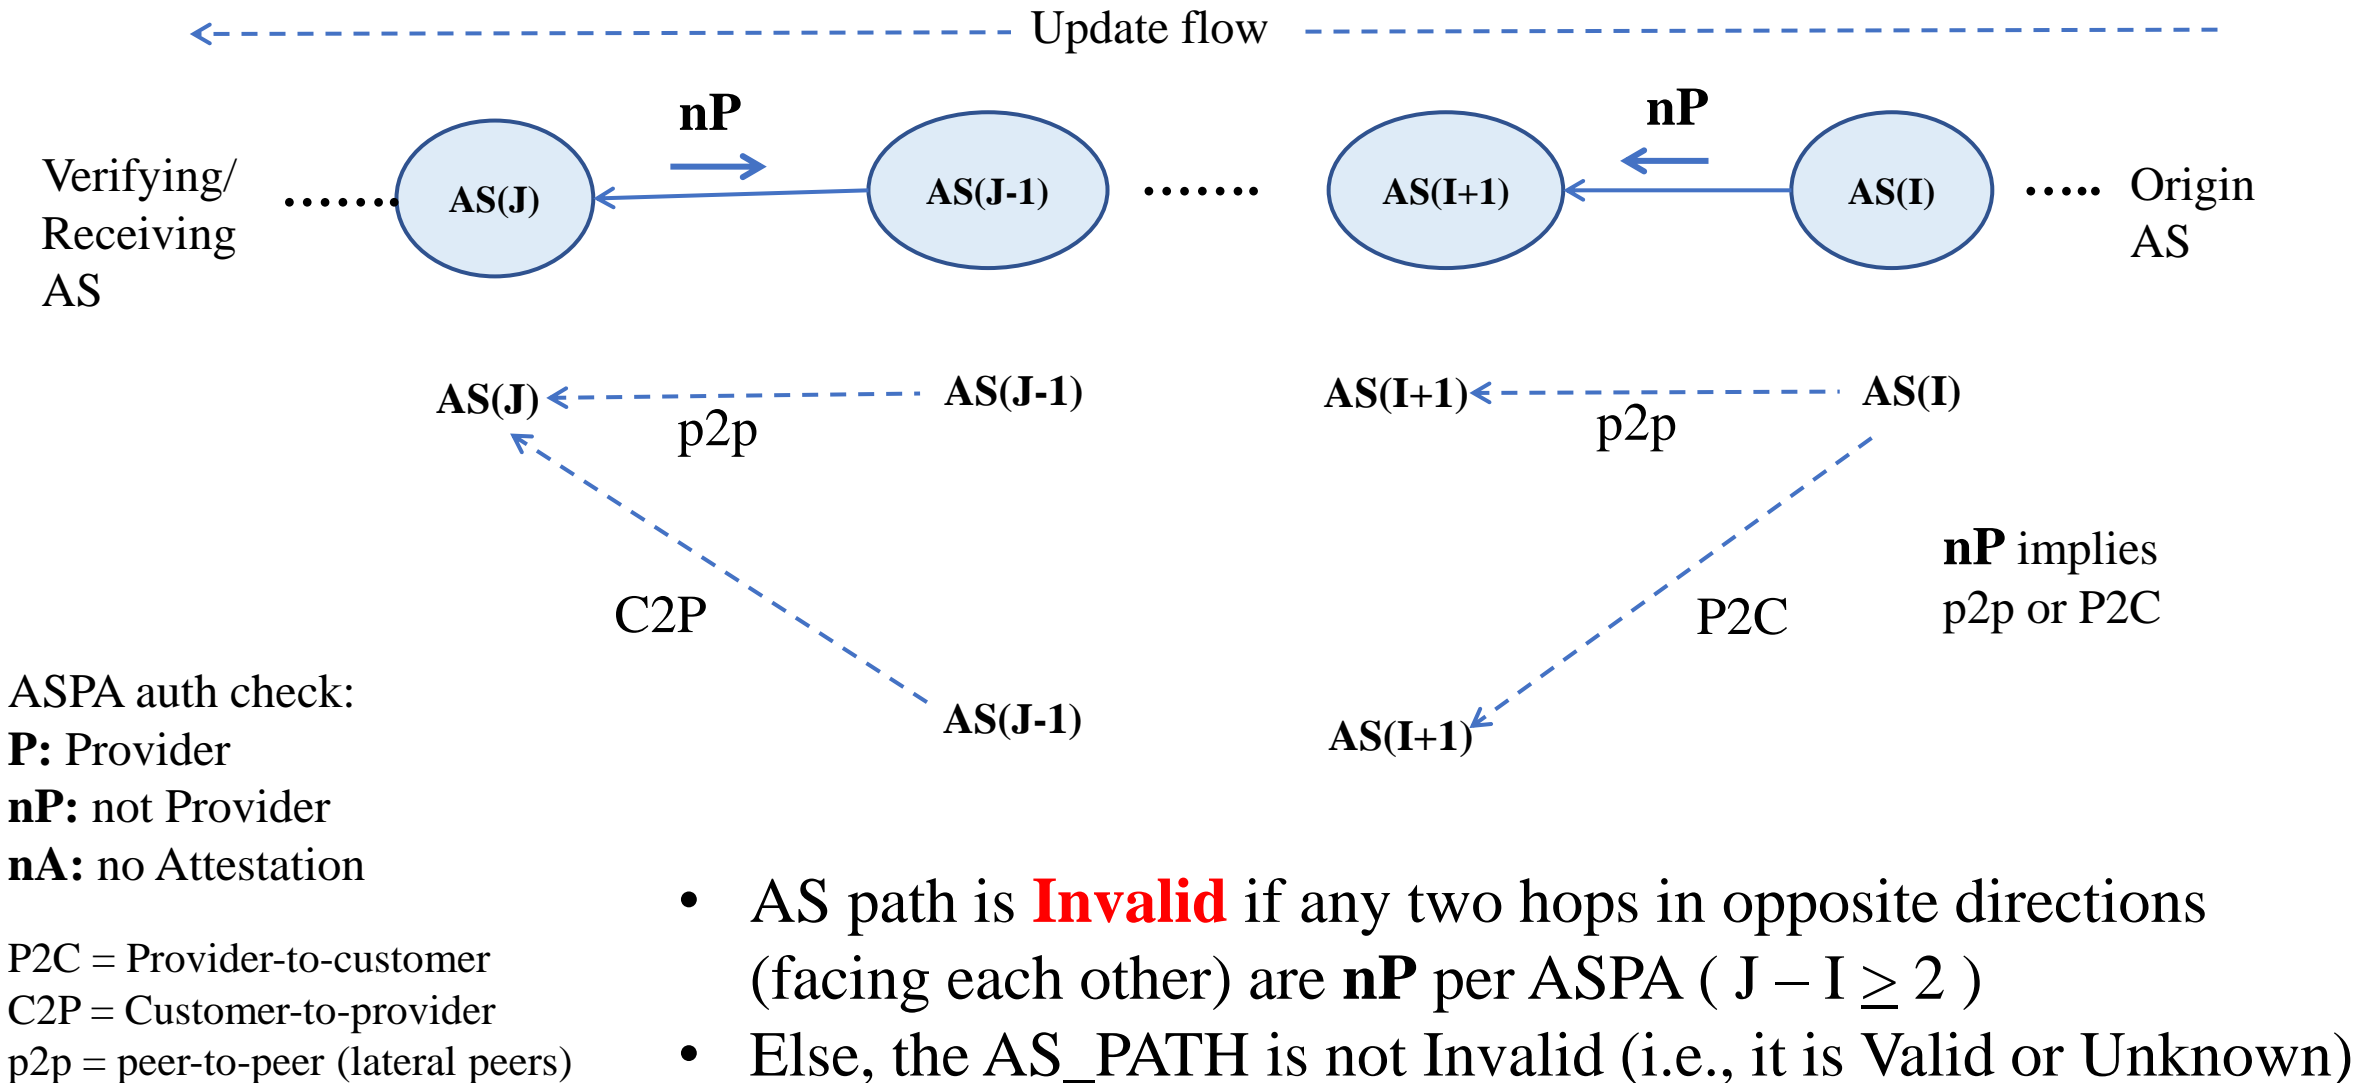 Update flow
nP
nP
Verifying/
Receiving
AS
.......
AS(J)
AS(J-1)
.......
AS(I+1)
AS(I)
.....
Origin
AS
AS(J)
p2p
AS(J-1)
AS(I+1)
p2p
AS(I)
C2P
P2C
nP implies
p2p or P2C
AS(J-1)
AS(I+1)
ASPA auth check:
P: Provider
nP: not Provider
nA: no Attestation
P2C = Provider-to-customer
C2P = Customer-to-provider
p2p = peer-to-peer (lateral peers)
• AS path is Invalid if any two hops in opposite directions
(facing each other) are nP per ASPA ( J – I ≥ 2 )
• Else, the AS_PATH is not Invalid (i.e., it is Valid or Unknown)